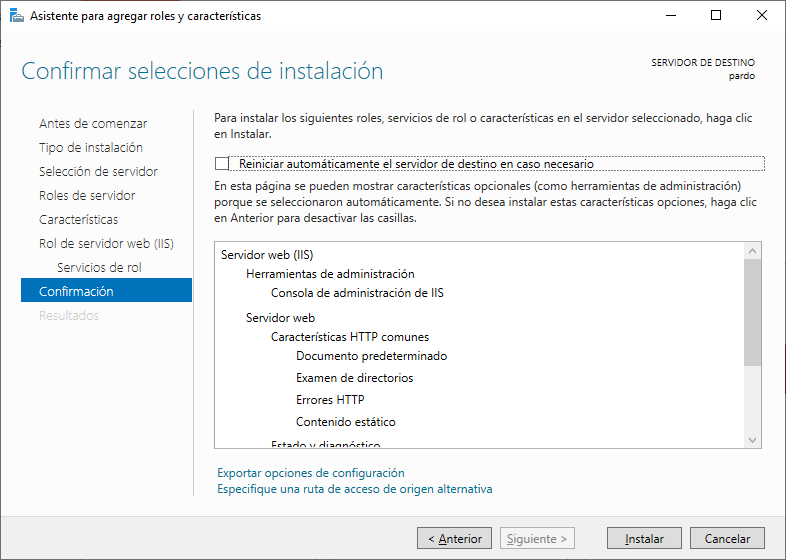 Asistente para agregar roles y características
Confirmar selecciones de instalación
SERVIDOR DE DESTINO
pardo
Antes de comenzar
Tipo de instalación
Selección de servidor
Roles de servidor
Características
Rol de servidor web (IIS)
Servicios de rol
Confirmación
Resultados
Para instalar los siguientes roles, servicios de rol o características en el servidor seleccionado, haga clic
en Instalar.
Reiniciar automáticamente el servidor de destino en caso necesario
En esta página se pueden mostrar características opcionales (como herramientas de administración)
porque se seleccionaron automáticamente. Si no desea instalar estas características opciones, haga clic
en Anterior para desactivar las casillas.
Servidor web (IIS)
Herramientas de administración
Consola de administración de IIS
Servidor web
Características HTTP comunes
Documento predeterminado
Examen de directorios
Errores HTTP
Contenido estático
Estado y diagnóstico
Exportar opciones de configuración
Especifique una ruta de acceso de origen alternativa
< Anterior
Siguiente >
Instalar
Cancelar